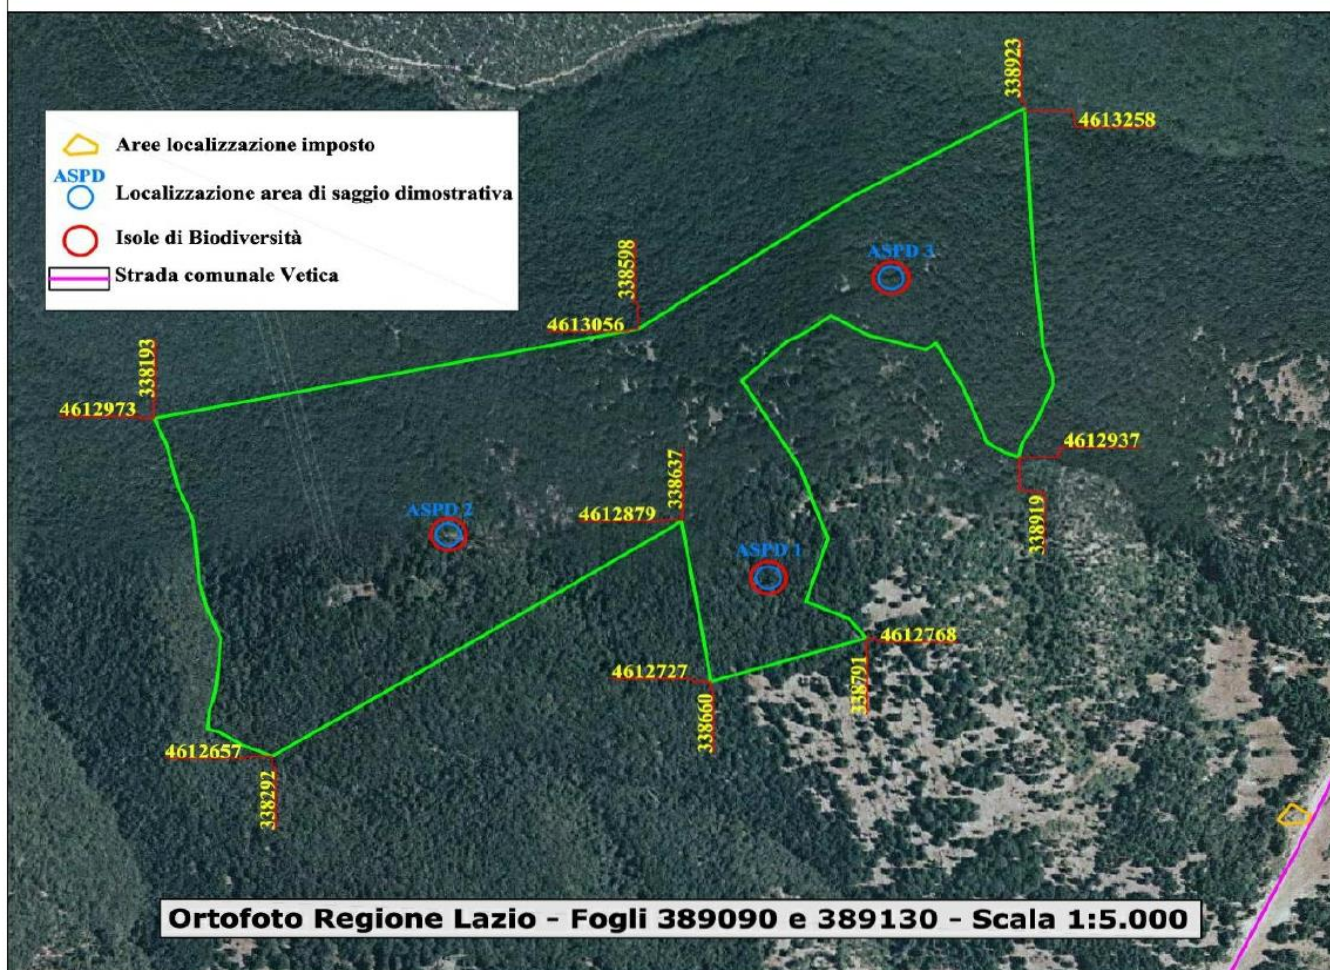 Aree localizzazione imposto
ASPD
Localizzazione area di saggio dimostrativa
Isole di Biodiversità
Strada comunale Vetica
338923
4613258
ASPD 3
338598
4613056
338193
4612973
4612937
338919
338637
4612879
ASPD 2
ASPD 1
4612768
338791
4612727
338660
4612657
338292
Ortofoto Regione Lazio - Fogli 389090 e 389130 - Scala 1:5.000